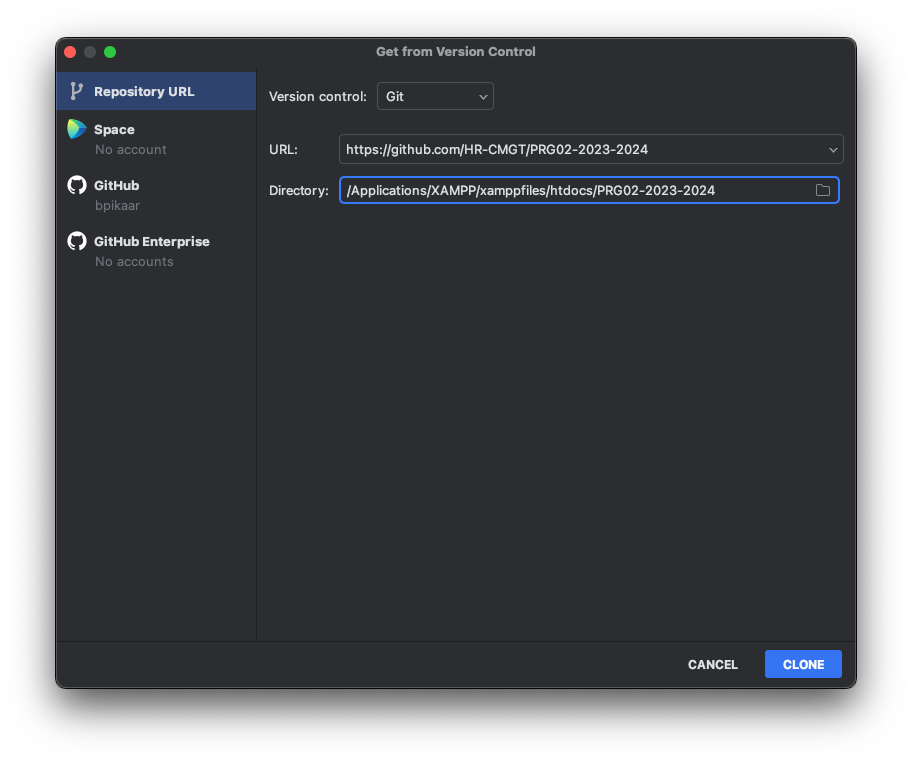 Get from Version Control
Repository URL
Space
No account
GitHub
bpikaar
GitHub Enterprise
No accounts
Version control: Git
URL: https://github.com/HR-CMGT/PRG02-2023-2024
Directory: /Applications/XAMPP/xamppfiles/htdocs/PRG02-2023-2024
CANCEL CLONE